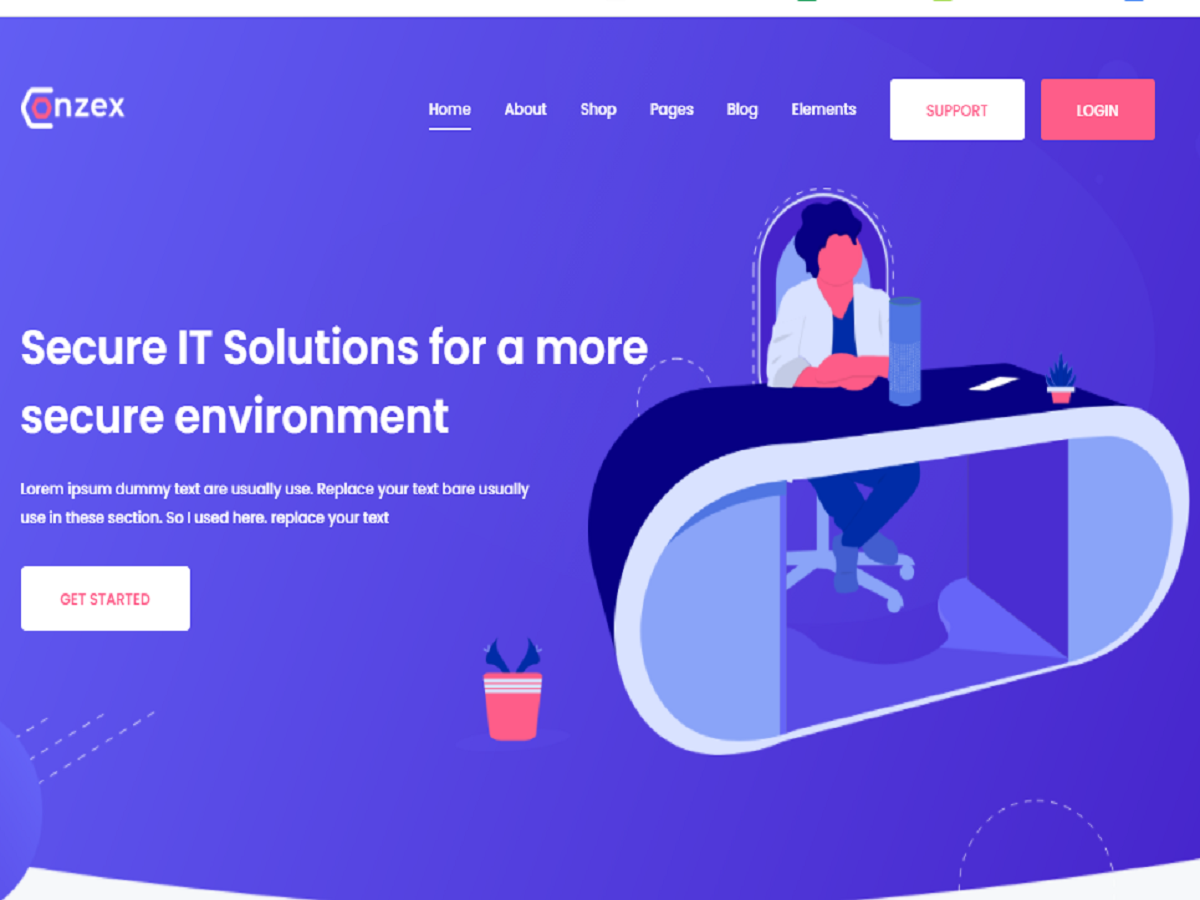 Conzex
Home About Shop Pages Blog Elements SUPPORT LOGIN
Secure IT Solutions for a more
secure environment
Lorem ipsum dummy text are usually use. Replace your text bare usually
use in these section. So I used here. replace your text
GET STARTED